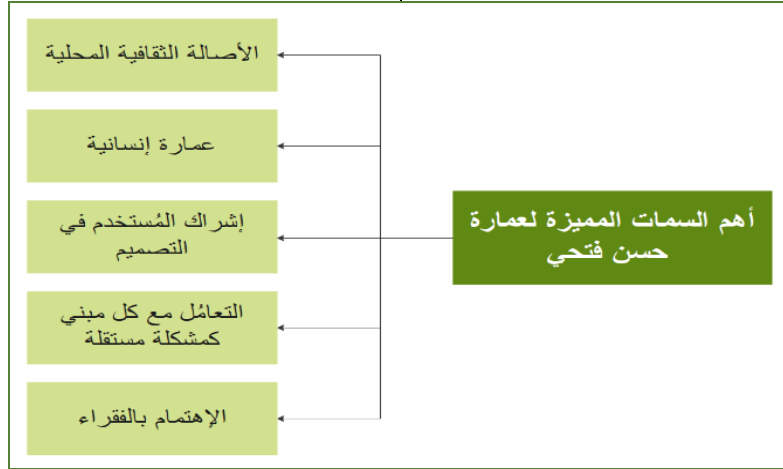 أهم السمات المميزة لعمارة
حسن فتحي
الأصالة الثقافية المحلية
عمارة إنسانية
إشراك المُستخدم في
التصميم
التعامُل مع كل مبني
كمشكلة مستقلة
الإهتمام بالفقراء